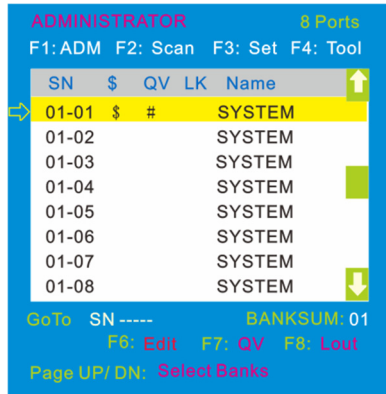 ADMINISTRATOR 8 Ports
F1: ADM F2: Scan F3: Set F4: Tool
SN $ QV LK Name
01-01 $ # SYSTEM
01-02 SYSTEM
01-03 SYSTEM
01-04 SYSTEM
01-05 SYSTEM
01-06 SYSTEM
01-07 SYSTEM
01-08 SYSTEM
GoTo SN ----- BANKSUM: 01
F6: Edit F7: QV F8: Lout
Page UP/ DN: Select Banks